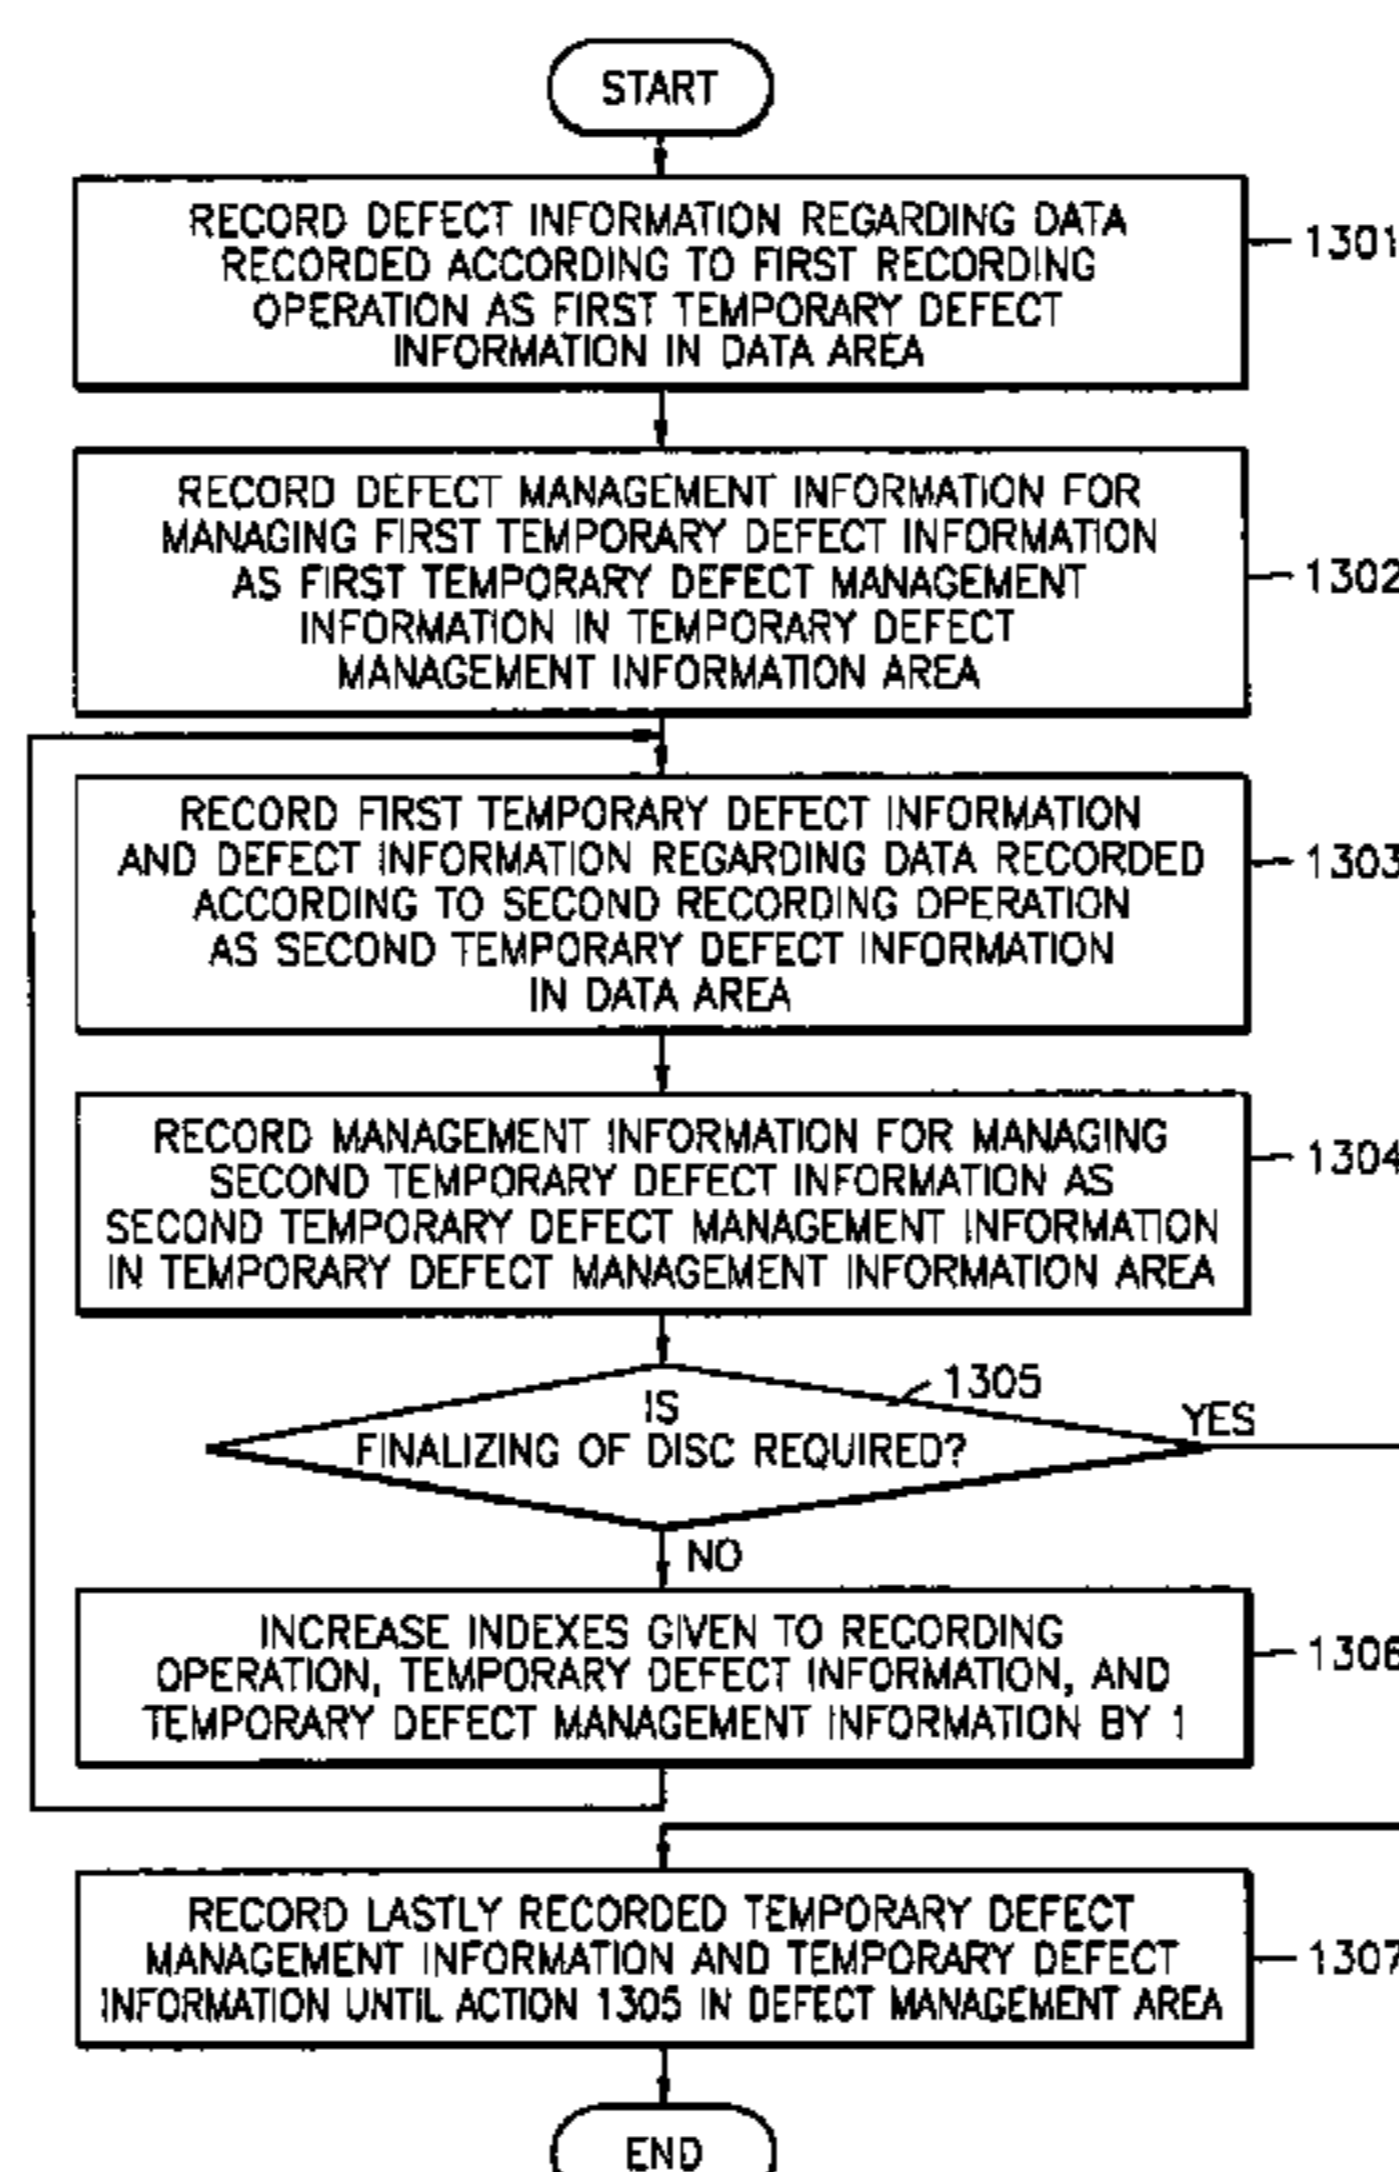 START
RECORD DEFECT INFORMATION REGARDING DATA
RECORDED ACCORDING TO FIRST RECORDING
OPERATION AS FIRST TEMPORARY DEFECT
INFORMATION IN DATA AREA
1301
RECORD DEFECT MANAGEMENT INFORMATION FOR
MANAGING FIRST TEMPORARY DEFECT INFORMATION
AS FIRST TEMPORARY DEFECT MANAGEMENT
INFORMATION IN TEMPORARY DEFECT
MANAGEMENT INFORMATION AREA
1302
RECORD FIRST TEMPORARY DEFECT INFORMATION
AND DEFECT INFORMATION REGARDING DATA RECORDED
ACCORDING TO SECOND RECORDING OPERATION
AS SECOND TEMPORARY DEFECT INFORMATION
IN DATA AREA
1303
RECORD MANAGEMENT INFORMATION FOR MANAGING
SECOND TEMPORARY DEFECT INFORMATION AS
SECOND TEMPORARY DEFECT MANAGEMENT INFORMATION
IN TEMPORARY DEFECT MANAGEMENT INFORMATION AREA
1304
1305
IS
FINALIZING OF DISC REQUIRED?
YES
NO
INCREASE INDEXES GIVEN TO RECORDING
OPERATION, TEMPORARY DEFECT INFORMATION, AND
TEMPORARY DEFECT MANAGEMENT INFORMATION BY 1
1306
RECORD LASTLY RECORDED TEMPORARY DEFECT
MANAGEMENT INFORMATION AND TEMPORARY DEFECT
INFORMATION UNTIL ACTION 1305 IN DEFECT MANAGEMENT AREA
1307
END